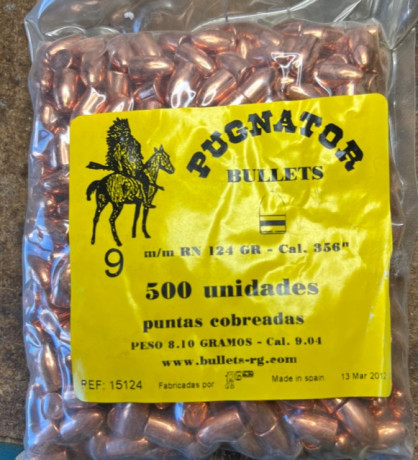 PUGNATOR
BULLETS
9 m/m RN 124 GR - Cal. 356"
500 unidades
puntas cobreadas
PESO 8.10 GRAMOS - Cal. 9.04
www.bullets-rg.com
REF: 15124 Fabricadas por Made in spain 13 Mar